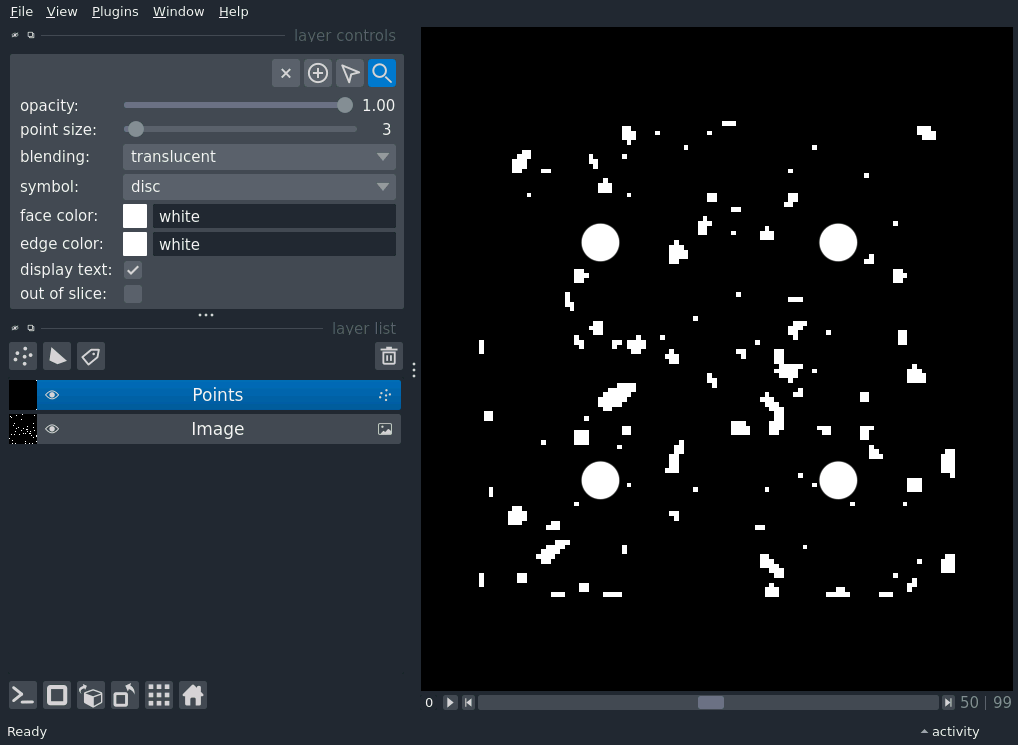 File View Plugins Window Help
layer controls
opacity: 1.00
point size: 3
blending: translucent
symbol: disc
face color: white
edge color: white
display text:
out of slice:
layer list
Points
Image
0 50 | 99
Ready activity